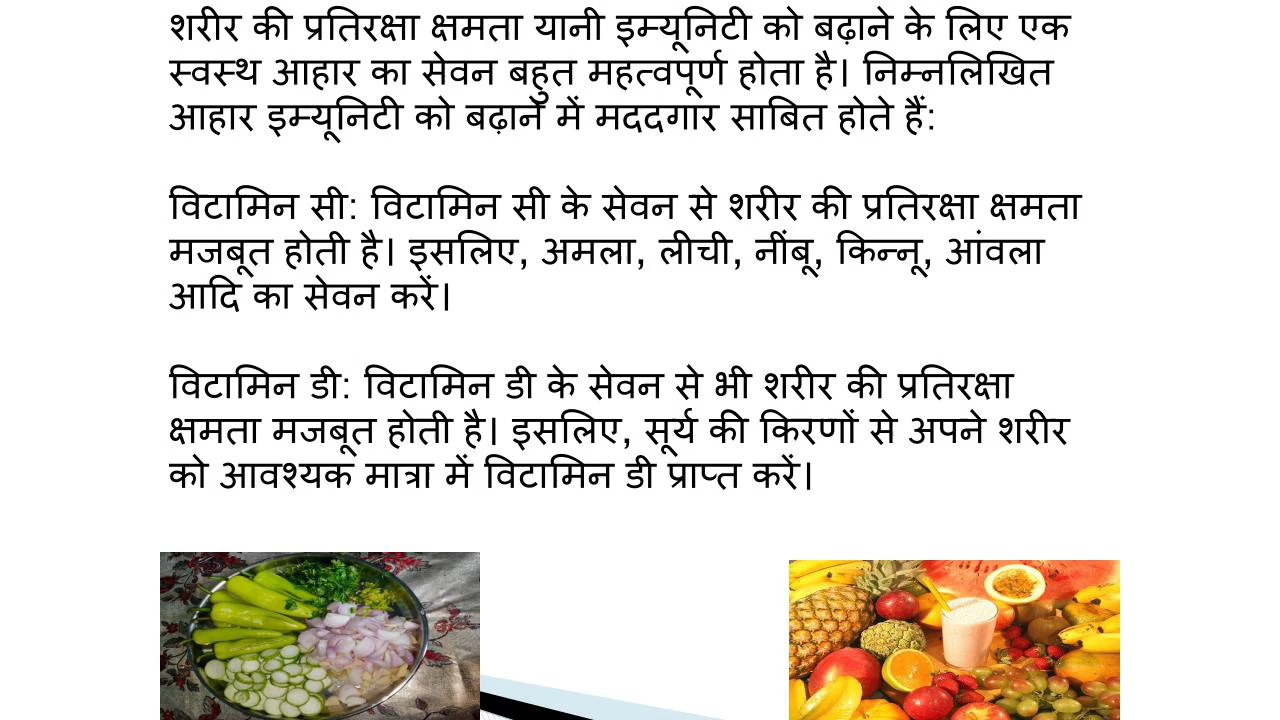 शरीर की प्रतिरक्षा क्षमता यानी इम्यूनिटी को बढ़ाने के लिए एक
स्वस्थ आहार का सेवन बहुत महत्वपूर्ण होता है। निम्नलिखित
आहार इम्यूनिटी को बढ़ाने में मददगार साबित होते हैं:
विटामिन सी: विटामिन सी के सेवन से शरीर की प्रतिरक्षा क्षमता
मजबूत होती है। इसलिए, अमला, लीची, नींबू, किन्नू, आंवला
आदि का सेवन करें।
विटामिन डी: विटामिन डी के सेवन से भी शरीर की प्रतिरक्षा
क्षमता मजबूत होती है। इसलिए, सूर्य की किरणों से अपने शरीर
को आवश्यक मात्रा में विटामिन डी प्राप्त करें।